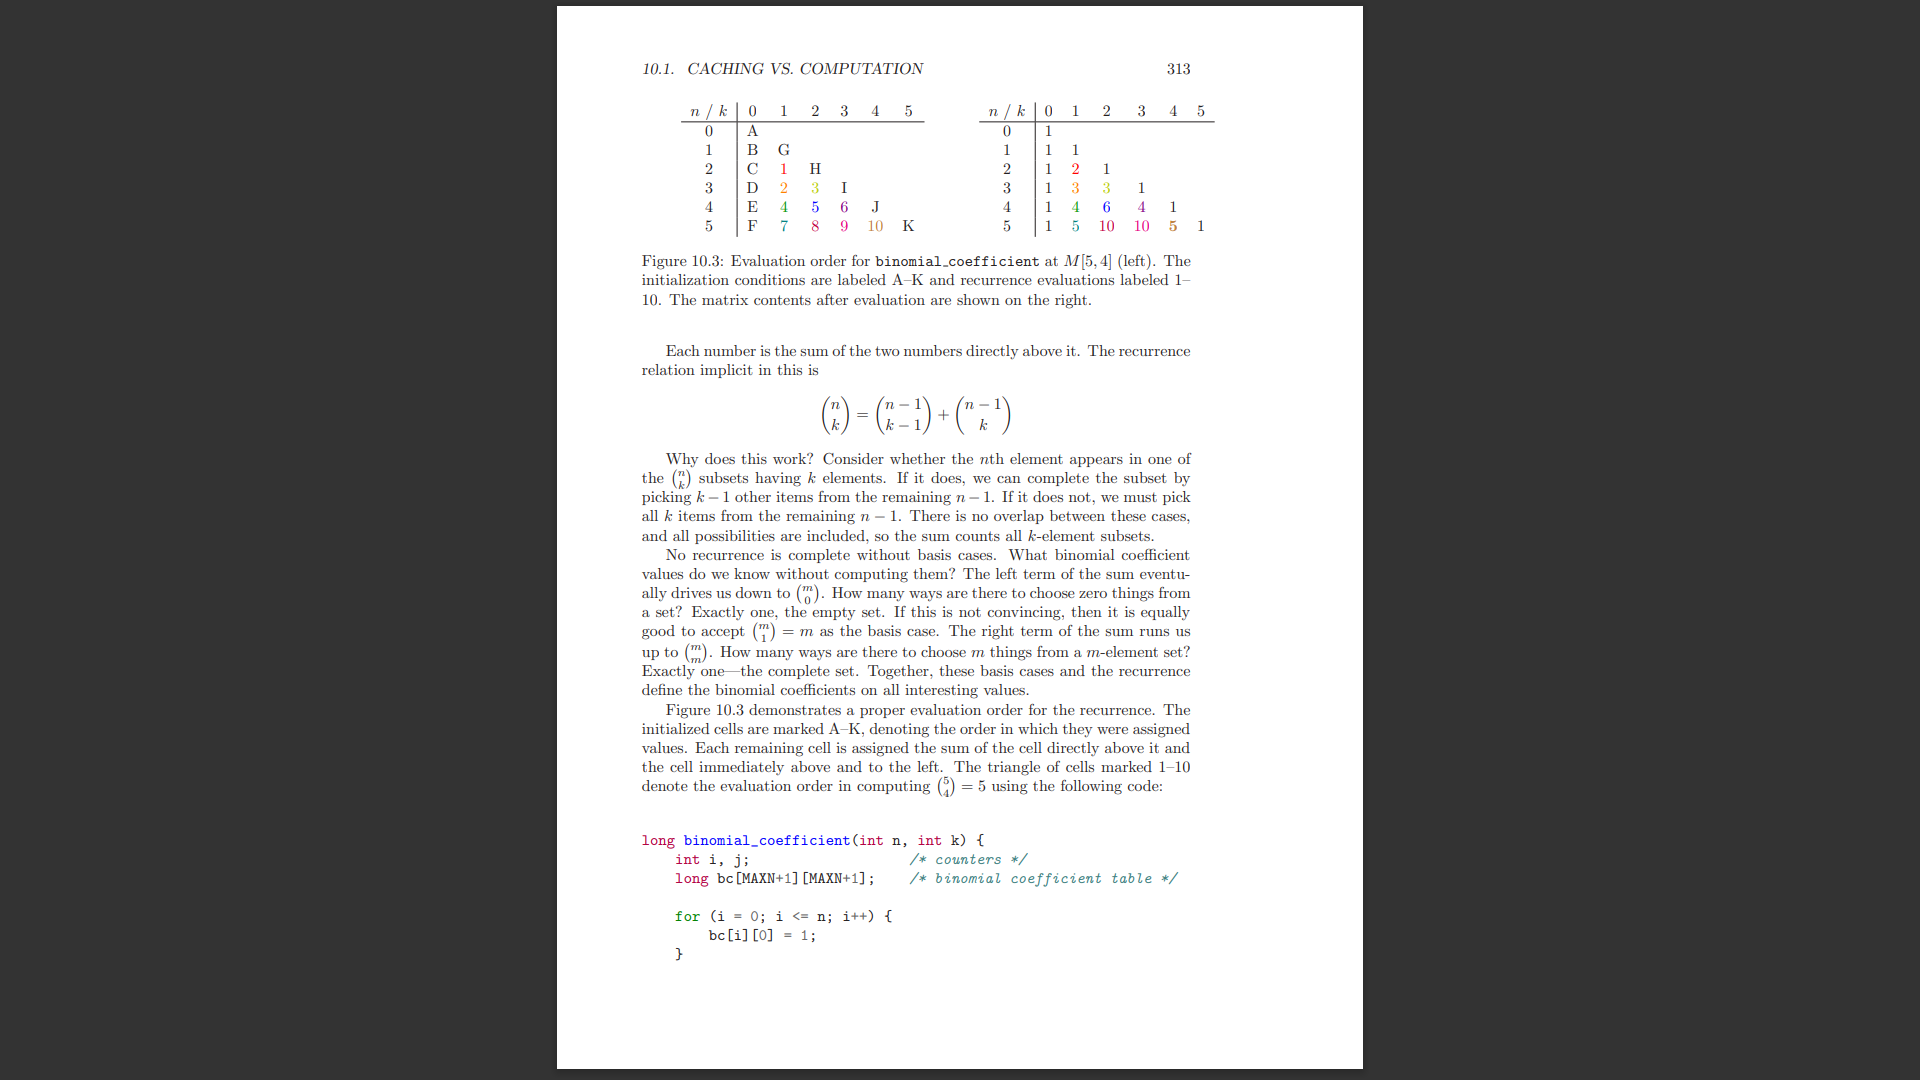 10.1. CACHING VS. COMPUTATION 313
n / k 0 1 2 3 4 5
0 A
1 B G
2 C 1 H
3 D 2 3 I
4 E 4 5 6 J
5 F 7 8 9 10 K
n / k 0 1 2 3 4 5
0 1
1 1 1
2 1 2 1
3 1 3 3 1
4 1 4 6 4 1
5 1 5 10 10 5 1
Figure 10.3: Evaluation order for binomial_coefficient at M[5, 4] (left). The
initialization conditions are labeled A–K and recurrence evaluations labeled 1–
10. The matrix contents after evaluation are shown on the right.
Each number is the sum of the two numbers directly above it. The recurrence
relation implicit in this is
(n k) = (n − 1 k − 1) + (n − 1 k)
Why does this work? Consider whether the nth element appears in one of
the (n k) subsets having k elements. If it does, we can complete the subset by
picking k − 1 other items from the remaining n − 1. If it does not, we must pick
all k items from the remaining n − 1. There is no overlap between these cases,
and all possibilities are included, so the sum counts all k-element subsets.
No recurrence is complete without basis cases. What binomial coefficient
values do we know without computing them? The left term of the sum eventu-
ally drives us down to (m 0). How many ways are there to choose zero things from
a set? Exactly one, the empty set. If this is not convincing, then it is equally
good to accept (m 1) = m as the basis case. The right term of the sum runs us
up to (m m). How many ways are there to choose m things from a m-element set?
Exactly one—the complete set. Together, these basis cases and the recurrence
define the binomial coefficients on all interesting values.
Figure 10.3 demonstrates a proper evaluation order for the recurrence. The
initialized cells are marked A–K, denoting the order in which they were assigned
values. Each remaining cell is assigned the sum of the cell directly above it and
the cell immediately above and to the left. The triangle of cells marked 1–10
denote the evaluation order in computing (5 4) = 5 using the following code:
long binomial_coefficient(int n, int k) {
int i, j; /* counters */
long bc[MAXN+1][MAXN+1]; /* binomial coefficient table */
for (i = 0; i <= n; i++) {
bc[i][0] = 1;
}